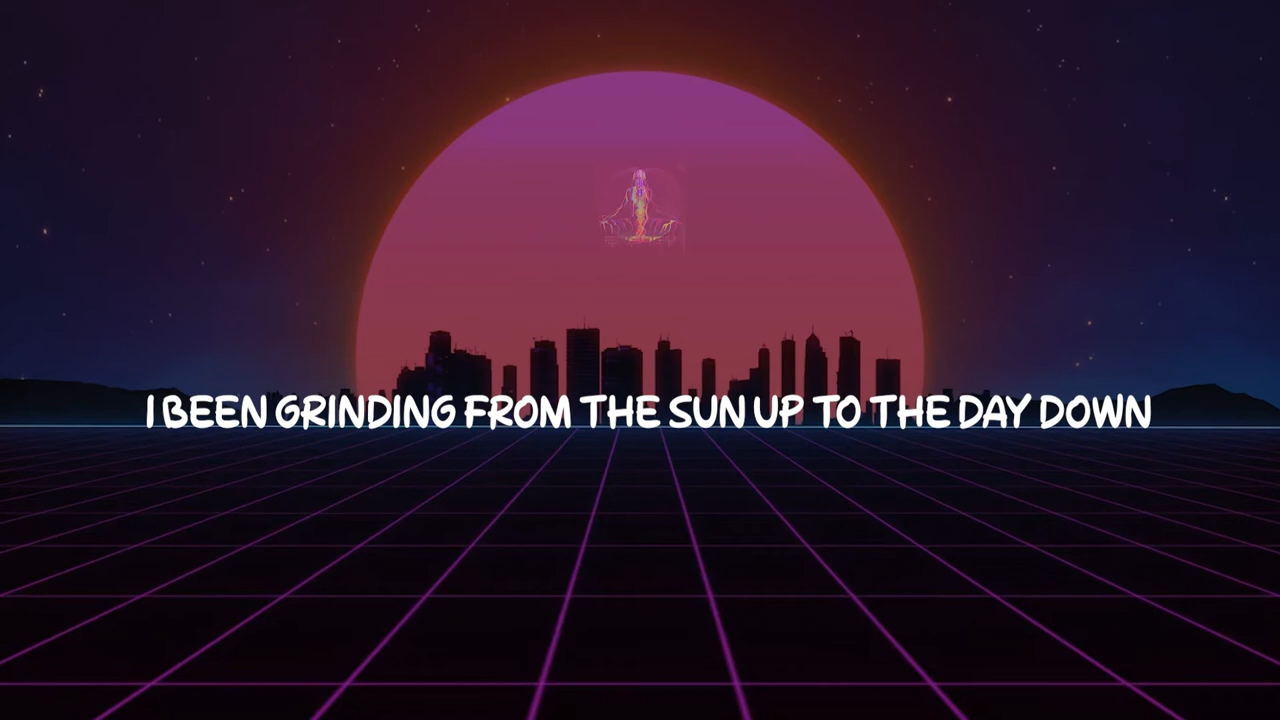 I BEEN GRINDING FROM THE SUN UP TO THE DAY DOWN